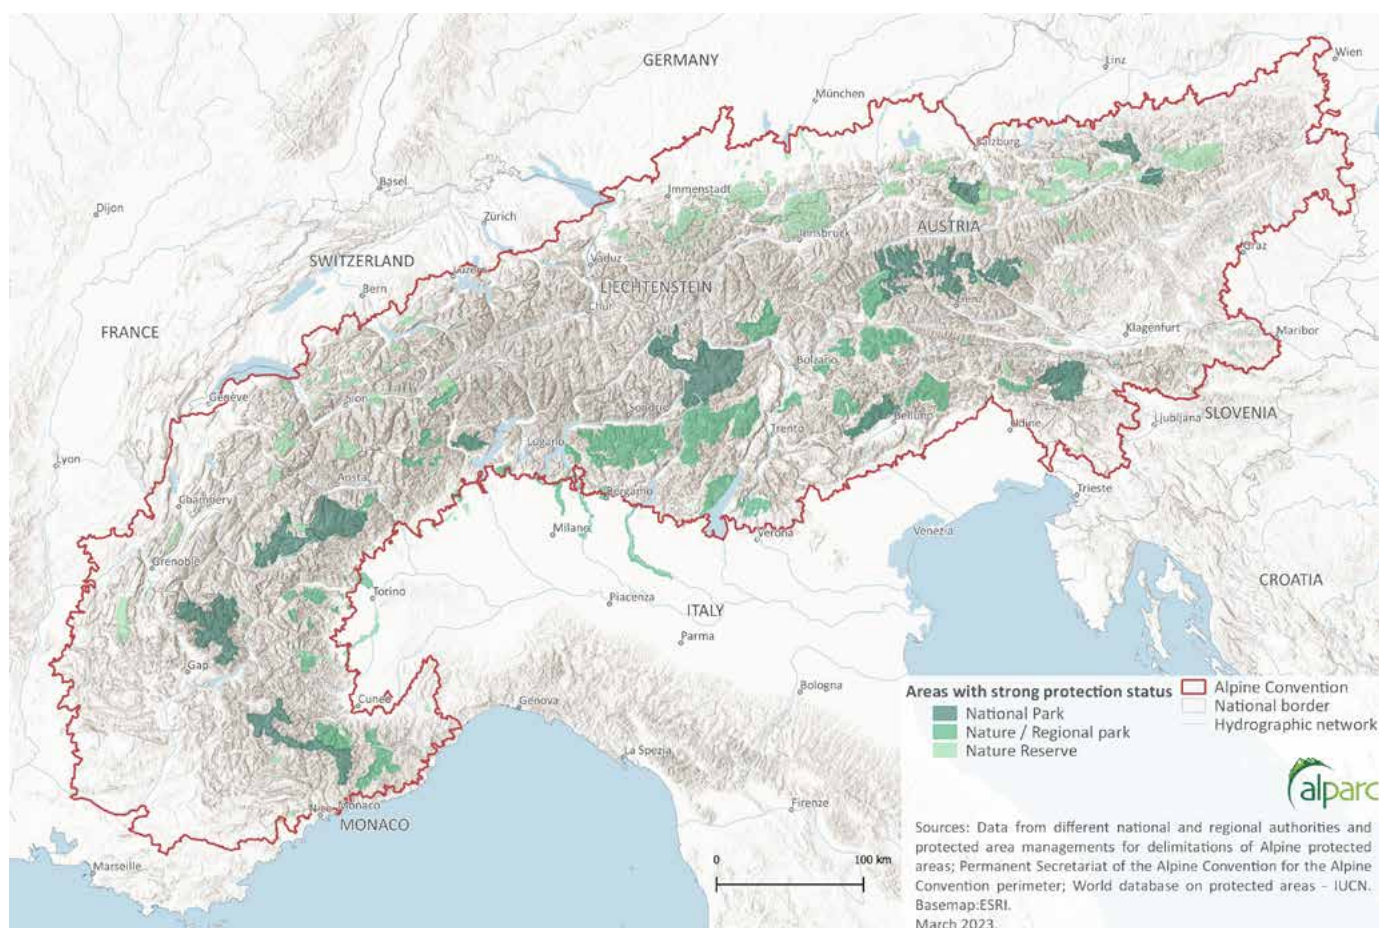 GERMANY
Linz
Wien
München
Salzburg
Basel
Immenstadt
Dijon
Zürich
Innsbruck
AUSTRIA
Graz
SWITZERLAND
Vaduz
Luzern
LIECHTENSTEIN
Bern
Chur
Lienz
FRANCE
Klagenfurt
Maribor
Bolzano
Genève
Sion
Sondrio
SLOVENIA
Belluno
Ljubljana
Udine
Lugano
Trento
Lyon
Aosta
Trieste
Chambéry
Bergamo
Milano
Verona
Venezia
Grenoble
CROATIA
Torino
Piacenza
ITALY
Parma
Gap
Bologna
Cuneo
Genova
La Spezia
Firenze
Nice
Monaco
MONACO
Marseille
Areas with strong protection status
National Park
Nature / Regional park
Nature Reserve
Alpine Convention
National border
Hydrographic network
alparc
0 100 km
Sources: Data from different national and regional authorities and
protected area managements for delimitations of Alpine protected
areas; Permanent Secretariat of the Alpine Convention for the Alpine
Convention perimeter; World database on protected areas - IUCN.
Basemap:ESRI.
March 2023.